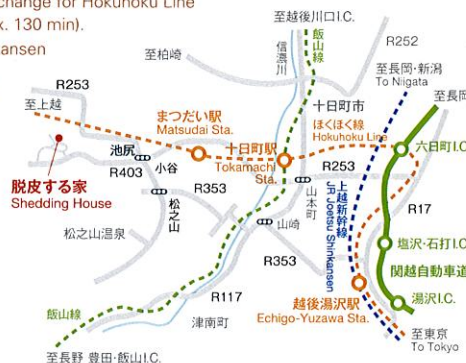 change for Hokuhoku Line
x. 130 min).
kansen
至越後川口I.C.
飯山線
信濃川
R252
至柏崎
至長岡・新潟
To Niigata
至長岡
R253
至上越
十日町市
ほくほく線
Hokuhoku Line
まつだい駅
Matsudai Sta.
六日町I.C.
池尻
十日町駅
Tokamachi
Sta.
小谷
R403
R253
脱皮する家
Shedding House
R353
山本町
上越新幹線
JR Joetsu Shinkansen
R17
松之山
山崎
松之山温泉
塩沢・石打I.C.
R353
関越自動車道
越後湯沢駅
Echigo-Yuzawa Sta.
R117
湯沢I.C.
飯山線
津南町
至東京
To Tokyo
至長野 豊田・飯山I.C.